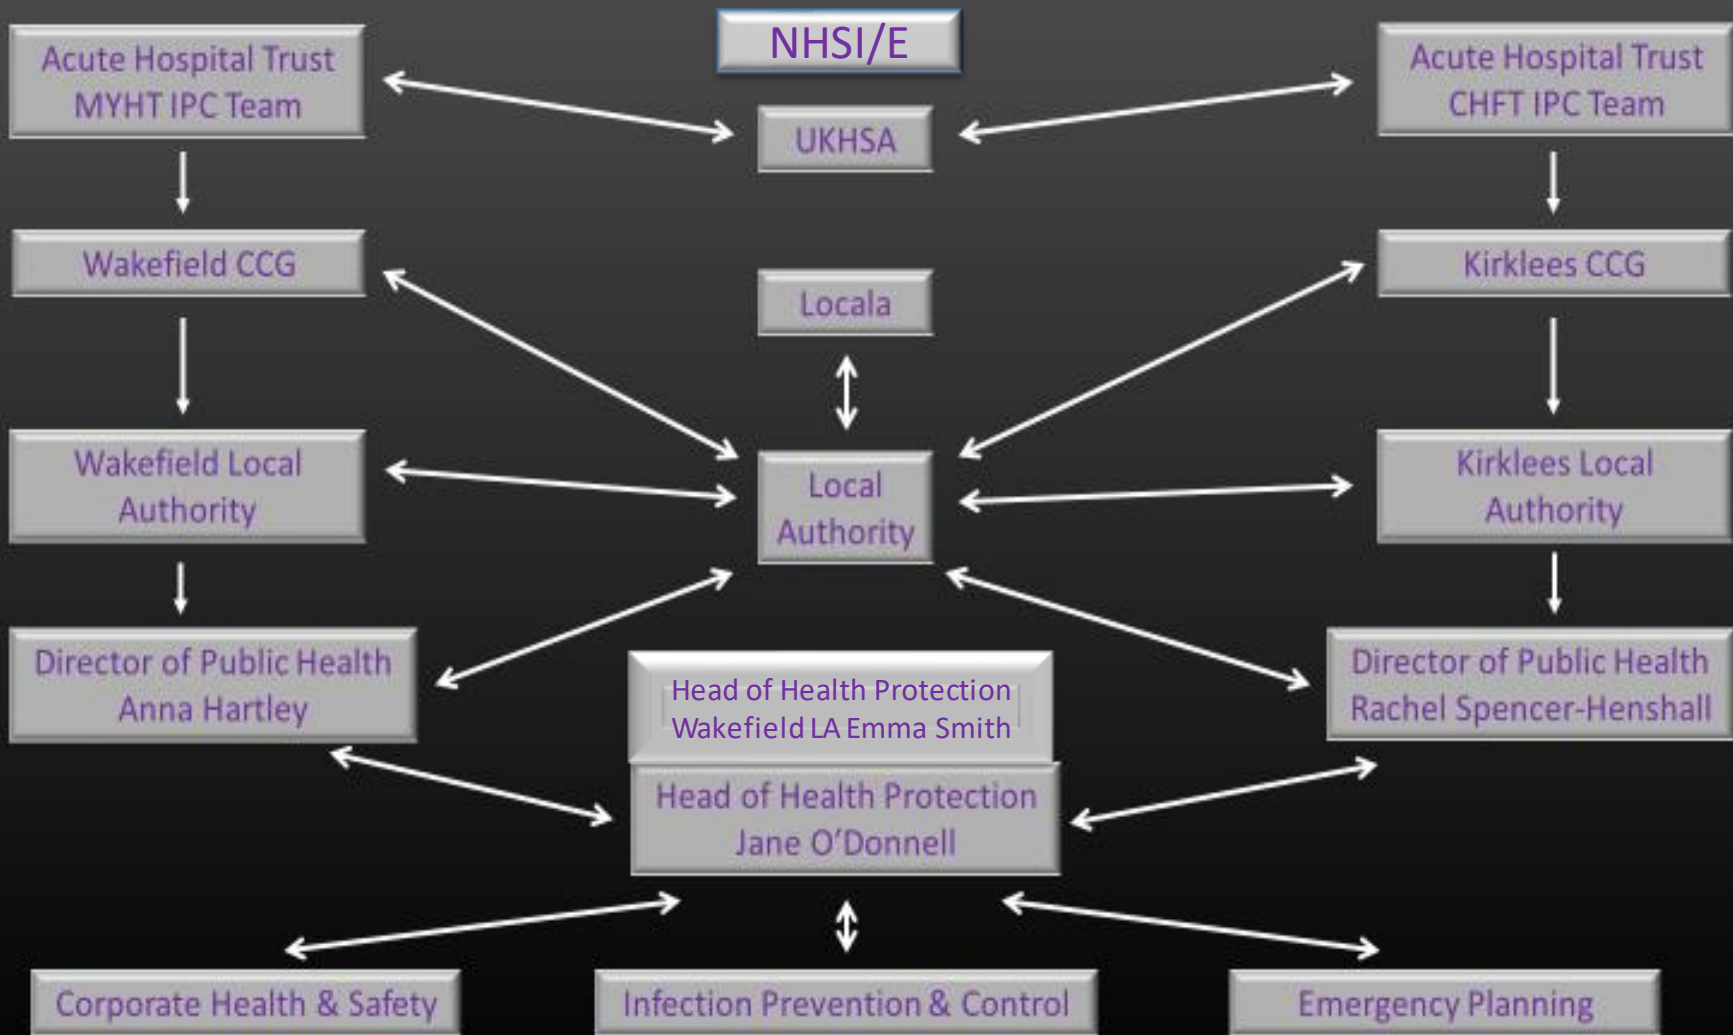 NHSI/E
Acute Hospital Trust
MYHT IPC Team
UKHSA
Acute Hospital Trust
CHFT IPC Team
Wakefield CCG
Locala
Kirklees CCG
Wakefield Local
Authority
Local
Authority
Kirklees Local
Authority
Director of Public Health
Anna Hartley
Head of Health Protection
Wakefield LA Emma Smith
Director of Public Health
Rachel Spencer-Henshall
Head of Health Protection
Jane O'Donnell
Corporate Health & Safety
Infection Prevention & Control
Emergency Planning